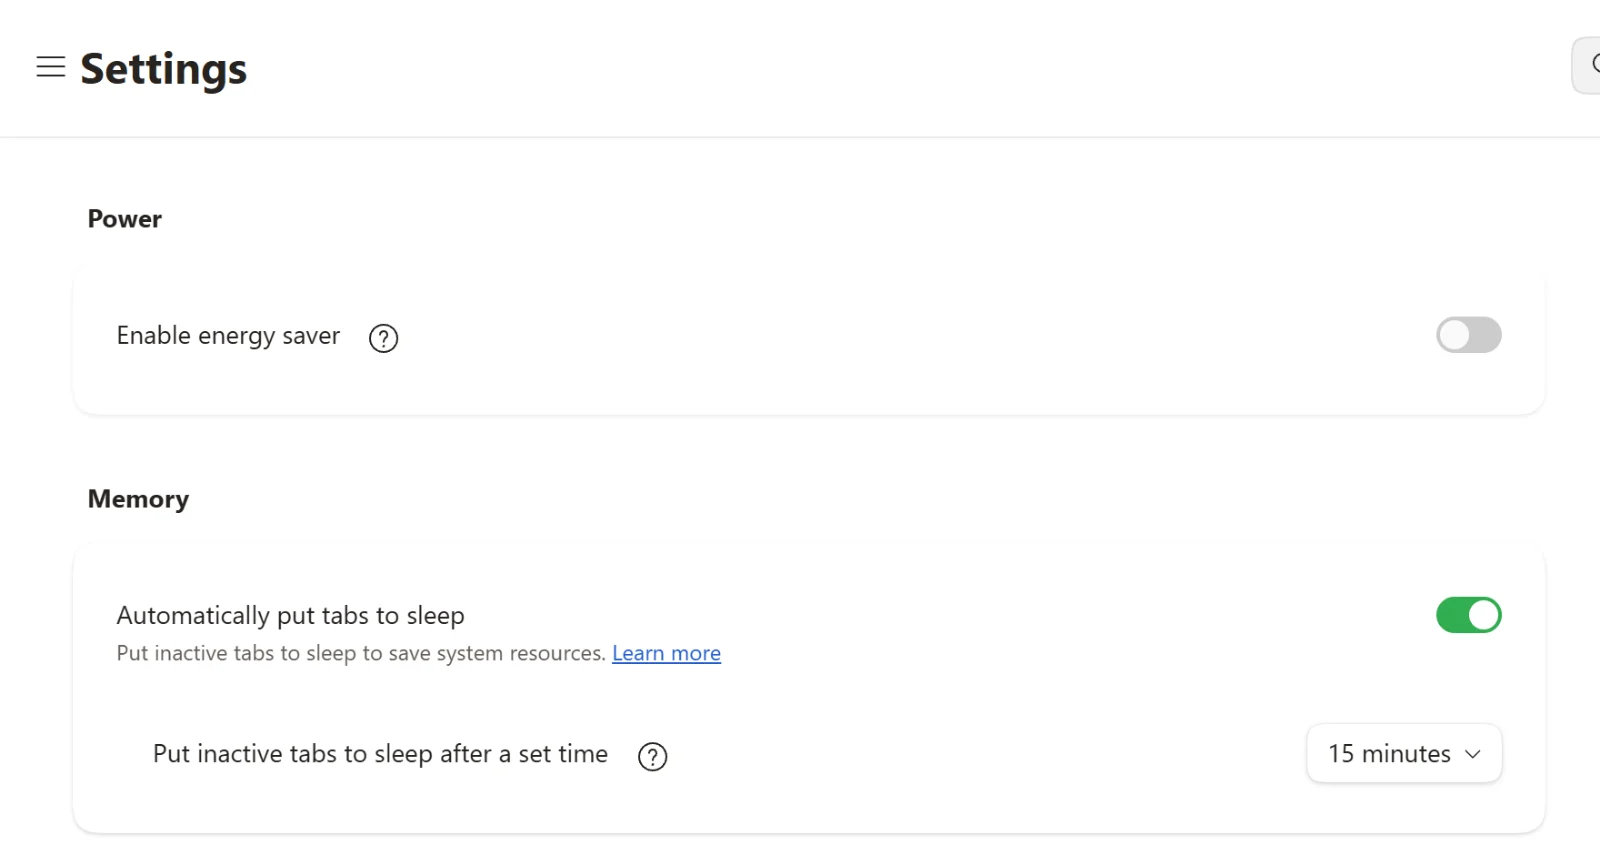 Settings
Power
Enable energy saver
Memory
Automatically put tabs to sleep
Put inactive tabs to sleep to save system resources. Learn more
Put inactive tabs to sleep after a set time
15 minutes